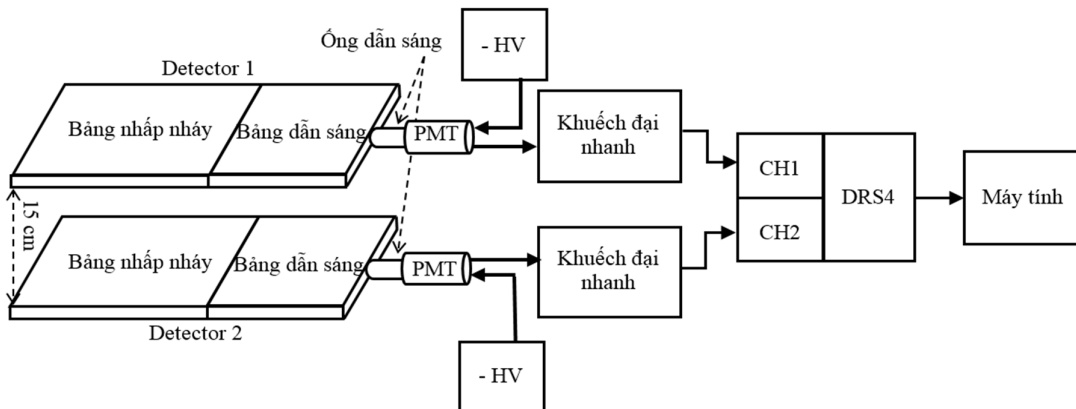 Ống dẫn sáng
- HV
Detector 1
Bảng nhấp nháy
Bảng dẫn sáng
PMT
Khuếch đại
nhanh
CH1
CH2
DRS4
Máy tính
15 cm
Bảng nhấp nháy
Bảng dẫn sáng
PMT
Khuếch đại
nhanh
Detector 2
- HV